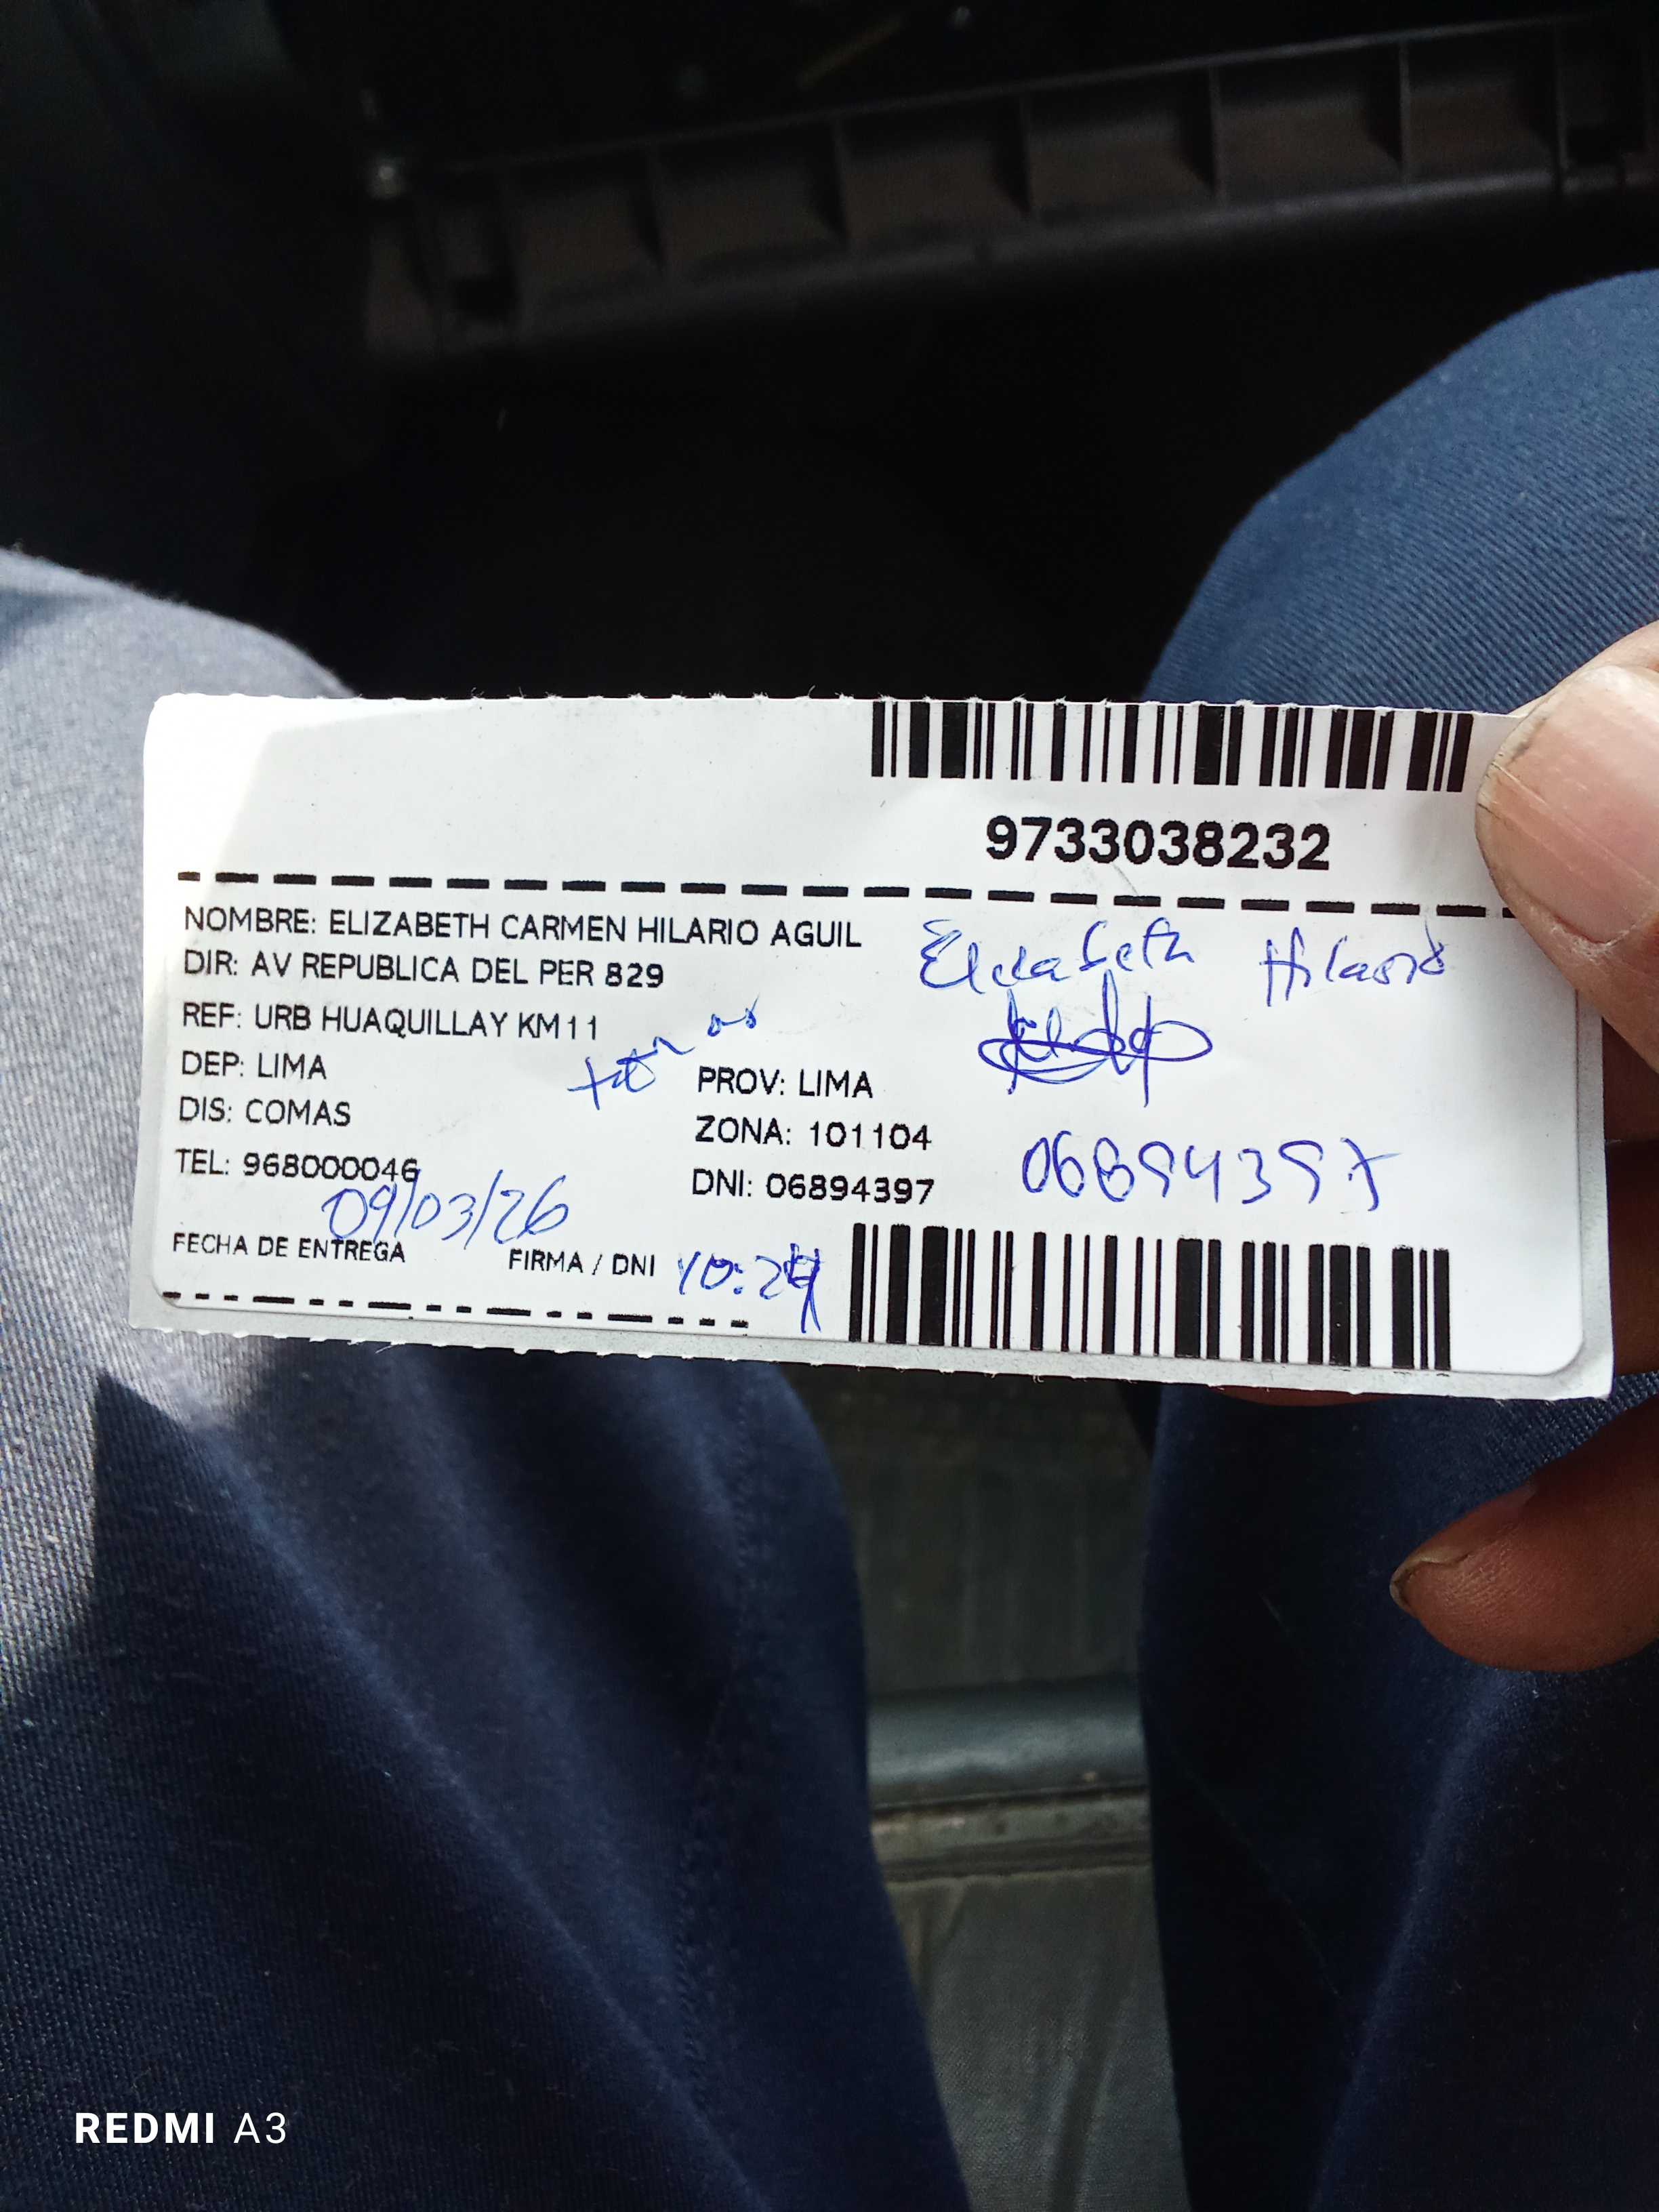 9733038232
NOMBRE: ELIZABETH CARMEN HILARIO AGUIL
Elizabeth Hilario
DIR: AV REPUBLICA DEL PER 829
REF: URB HUAQUILLAY KM11
DEP: LIMA
PROV: LIMA
DIS: COMAS
ZONA: 101104
TEL: 968000046
DNI: 06894397
06894397
09/03/26
FECHA DE ENTREGA
FIRMA / DNI
10:24
REDMI A3